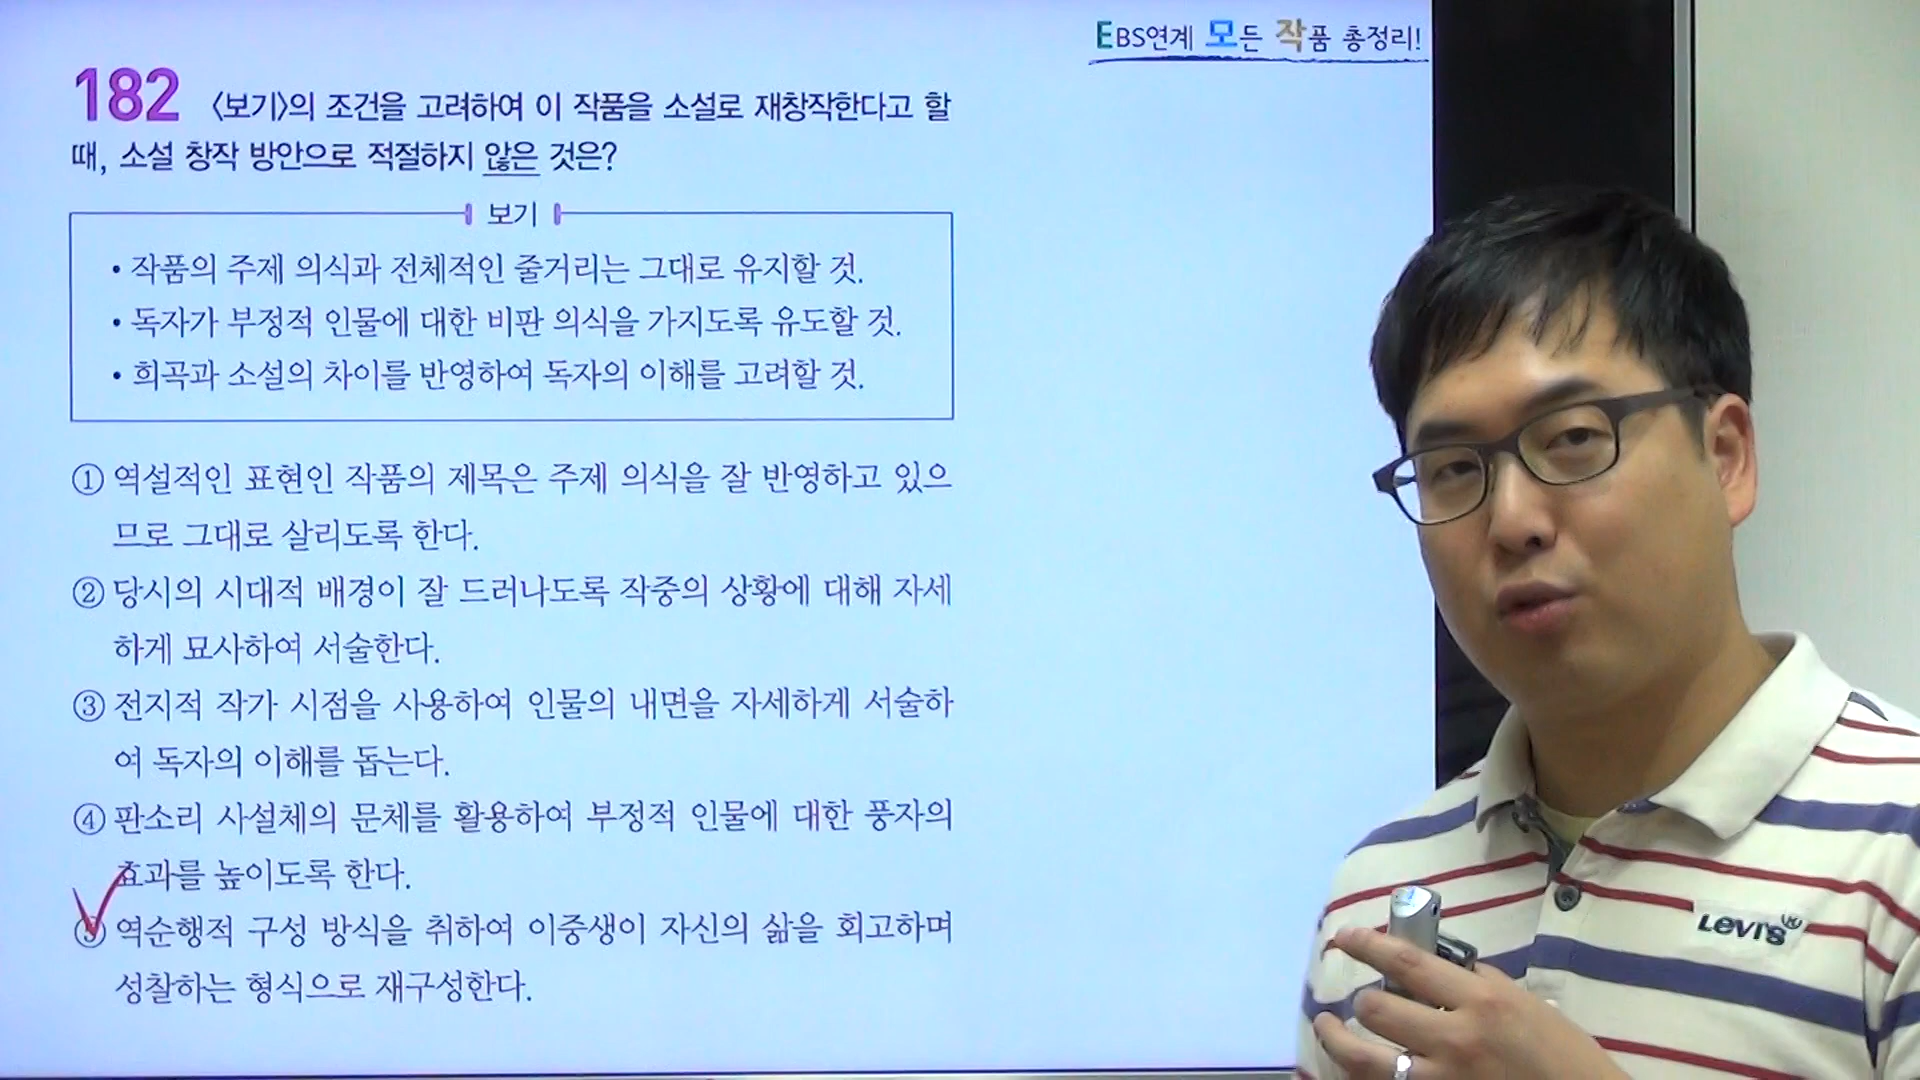 EBS연계 모든 작품 총정리!
182 〈보기〉의 조건을 고려하여 이 작품을 소설로 재창작한다고 할
때, 소설 창작 방안으로 적절하지 않은 것은?
보기
• 작품의 주제 의식과 전체적인 줄거리는 그대로 유지할 것.
• 독자가 부정적 인물에 대한 비판 의식을 가지도록 유도할 것.
• 희곡과 소설의 차이를 반영하여 독자의 이해를 고려할 것.
① 역설적인 표현인 작품의 제목은 주제 의식을 잘 반영하고 있으
므로 그대로 살리도록 한다.
② 당시의 시대적 배경이 잘 드러나도록 작중의 상황에 대해 자세
하게 묘사하여 서술한다.
③ 전지적 작가 시점을 사용하여 인물의 내면을 자세하게 서술하
여 독자의 이해를 돕는다.
④ 판소리 사설체의 문체를 활용하여 부정적 인물에 대한 풍자의
효과를 높이도록 한다.
⑤ 역순행적 구성 방식을 취하여 이중생이 자신의 삶을 회고하며
성찰하는 형식으로 재구성한다.
LEVI'S®